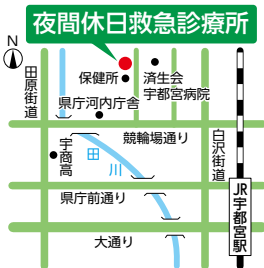 夜間休日救急診療所
N
田原街道
保健所
済生会
宇都宮病院
県庁河内庁舎
競輪場通り
宇商高
田川
白沢街道
県庁前通り
JR宇都宮駅
大通り